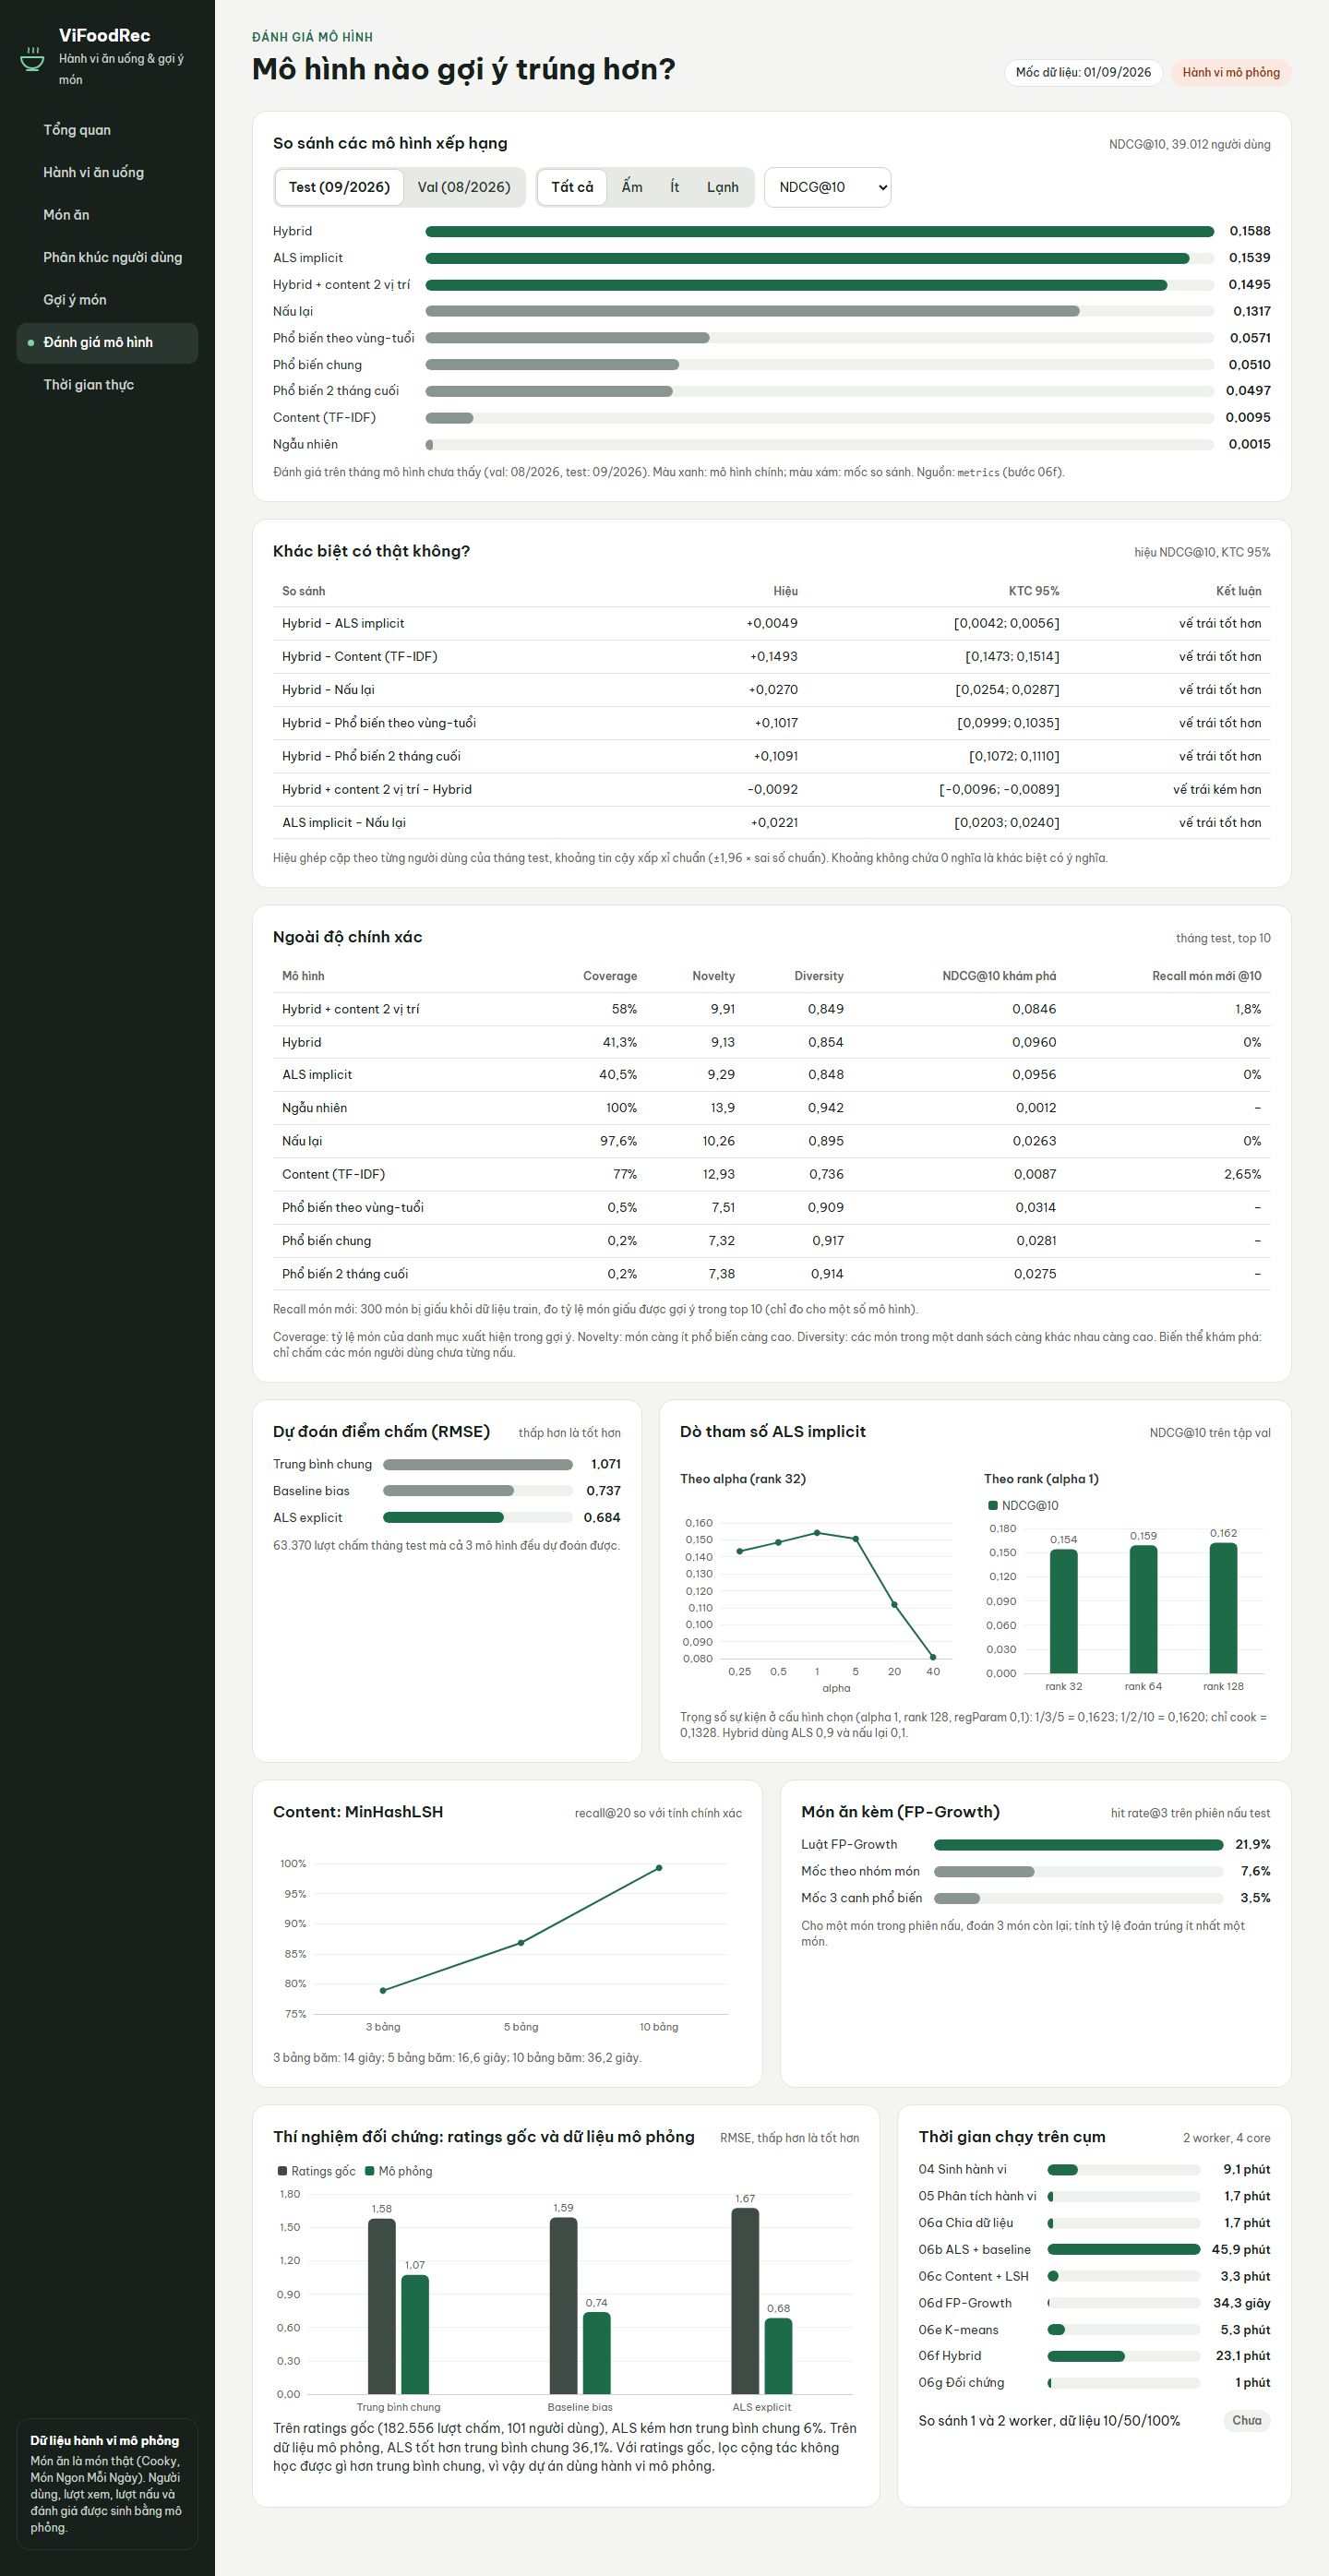 ViFoodRec
Hành vi ăn uống & gợi ý
món
Tổng quan
Hành vi ăn uống
Món ăn
Phân khúc người dùng
Gợi ý món
Đánh giá mô hình
Thời gian thực
Dữ liệu hành vi mô phỏng
Món ăn là món thật (Cooky,
Món Ngon Mỗi Ngày). Người
dùng, lượt xem, lượt nấu và
đánh giá được sinh bằng mô
phỏng.
ĐÁNH GIÁ MÔ HÌNH
Mô hình nào gợi ý trúng hơn?
Mốc dữ liệu: 01/09/2026
Hành vi mô phỏng
So sánh các mô hình xếp hạng
NDCG@10, 39.012 người dùng
Test (09/2026) Val (08/2026) Tất cả Ấm Ít Lạnh NDCG@10
Hybrid 0,1588
ALS implicit 0,1539
Hybrid + content 2 vị trí 0,1495
Nấu lại 0,1317
Phổ biến theo vùng-tuổi 0,0571
Phổ biến chung 0,0510
Phổ biến 2 tháng cuối 0,0497
Content (TF-IDF) 0,0095
Ngẫu nhiên 0,0015
Đánh giá trên tháng mô hình chưa thấy (val: 08/2026, test: 09/2026). Màu xanh: mô hình chính; màu xám: mốc so sánh. Nguồn: metrics (bước 06f).
Khác biệt có thật không?
hiệu NDCG@10, KTC 95%
So sánh Hiệu KTC 95% Kết luận
Hybrid − ALS implicit +0,0049 [0,0042; 0,0056] vế trái tốt hơn
Hybrid − Content (TF-IDF) +0,1493 [0,1473; 0,1514] vế trái tốt hơn
Hybrid − Nấu lại +0,0270 [0,0254; 0,0287] vế trái tốt hơn
Hybrid − Phổ biến theo vùng-tuổi +0,1017 [0,0999; 0,1035] vế trái tốt hơn
Hybrid − Phổ biến 2 tháng cuối +0,1091 [0,1072; 0,1110] vế trái tốt hơn
Hybrid + content 2 vị trí − Hybrid −0,0092 [−0,0096; −0,0089] vế trái kém hơn
ALS implicit − Nấu lại +0,0221 [0,0203; 0,0240] vế trái tốt hơn
Hiệu ghép cặp theo từng người dùng của tháng test, khoảng tin cậy xấp xỉ chuẩn (±1,96 × sai số chuẩn). Khoảng không chứa 0 nghĩa là khác biệt có ý nghĩa.
Ngoài độ chính xác
tháng test, top 10
Mô hình Coverage Novelty Diversity NDCG@10 khám phá Recall món mới @10
Hybrid + content 2 vị trí 58% 9,91 0,849 0,0846 1,8%
Hybrid 41,3% 9,13 0,854 0,0960 0%
ALS implicit 40,5% 9,29 0,848 0,0956 0%
Ngẫu nhiên 100% 13,9 0,942 0,0012 –
Nấu lại 97,6% 10,26 0,895 0,0263 0%
Content (TF-IDF) 77% 12,93 0,736 0,0087 2,65%
Phổ biến theo vùng-tuổi 0,5% 7,51 0,909 0,0314 –
Phổ biến chung 0,2% 7,32 0,917 0,0281 –
Phổ biến 2 tháng cuối 0,2% 7,38 0,914 0,0275 –
Recall món mới: 300 món bị giấu khỏi dữ liệu train, đo tỷ lệ món giấu được gợi ý trong top 10 (chỉ đo cho một số mô hình).
Coverage: tỷ lệ món của danh mục xuất hiện trong gợi ý. Novelty: món càng ít phổ biến càng cao. Diversity: các món trong một danh sách càng khác nhau càng cao. Biến thể khám phá:
chỉ chấm các món người dùng chưa từng nấu.
Dự đoán điểm chấm (RMSE)
thấp hơn là tốt hơn
Trung bình chung 1,071
Baseline bias 0,737
ALS explicit 0,684
63.370 lượt chấm tháng test mà cả 3 mô hình đều dự đoán được.
Dò tham số ALS implicit
NDCG@10 trên tập val
Theo alpha (rank 32)
0,160
0,150
0,140
0,130
0,120
0,110
0,100
0,090
0,080
0,25 0,5 1 5 20 40
alpha
Theo rank (alpha 1)
NDCG@10
0,180
0,150
0,120
0,090
0,060
0,030
0,000
0,154 0,159 0,162
rank 32 rank 64 rank 128
Trọng số sự kiện ở cấu hình chọn (alpha 1, rank 128, regParam 0,1): 1/3/5 = 0,1623; 1/2/10 = 0,1620; chỉ cook =
0,1328. Hybrid dùng ALS 0,9 và nấu lại 0,1.
Content: MinHashLSH
recall@20 so với tính chính xác
100%
95%
90%
85%
80%
75%
3 bảng 5 bảng 10 bảng
3 bảng băm: 14 giây; 5 bảng băm: 16,6 giây; 10 bảng băm: 36,2 giây.
Món ăn kèm (FP-Growth)
hit rate@3 trên phiên nấu test
Luật FP-Growth 21,9%
Mốc theo nhóm món 7,6%
Mốc 3 canh phổ biến 3,5%
Cho một món trong phiên nấu, đoán 3 món còn lại; tính tỷ lệ đoán trúng ít nhất một
món.
Thí nghiệm đối chứng: ratings gốc và dữ liệu mô phỏng
RMSE, thấp hơn là tốt hơn
Ratings gốc Mô phỏng
1,80
1,50
1,20
0,90
0,60
0,30
0,00
1,58 1,07 1,59 0,74 1,67 0,68
Trung bình chung Baseline bias ALS explicit
Trên ratings gốc (182.556 lượt chấm, 101 người dùng), ALS kém hơn trung bình chung 6%. Trên
dữ liệu mô phỏng, ALS tốt hơn trung bình chung 36,1%. Với ratings gốc, lọc cộng tác không
học được gì hơn trung bình chung, vì vậy dự án dùng hành vi mô phỏng.
Thời gian chạy trên cụm
2 worker, 4 core
04 Sinh hành vi 9,1 phút
05 Phân tích hành vi 1,7 phút
06a Chia dữ liệu 1,7 phút
06b ALS + baseline 45,9 phút
06c Content + LSH 3,3 phút
06d FP-Growth 34,3 giây
06e K-means 5,3 phút
06f Hybrid 23,1 phút
06g Đối chứng 1 phút
So sánh 1 và 2 worker, dữ liệu 10/50/100% Chưa